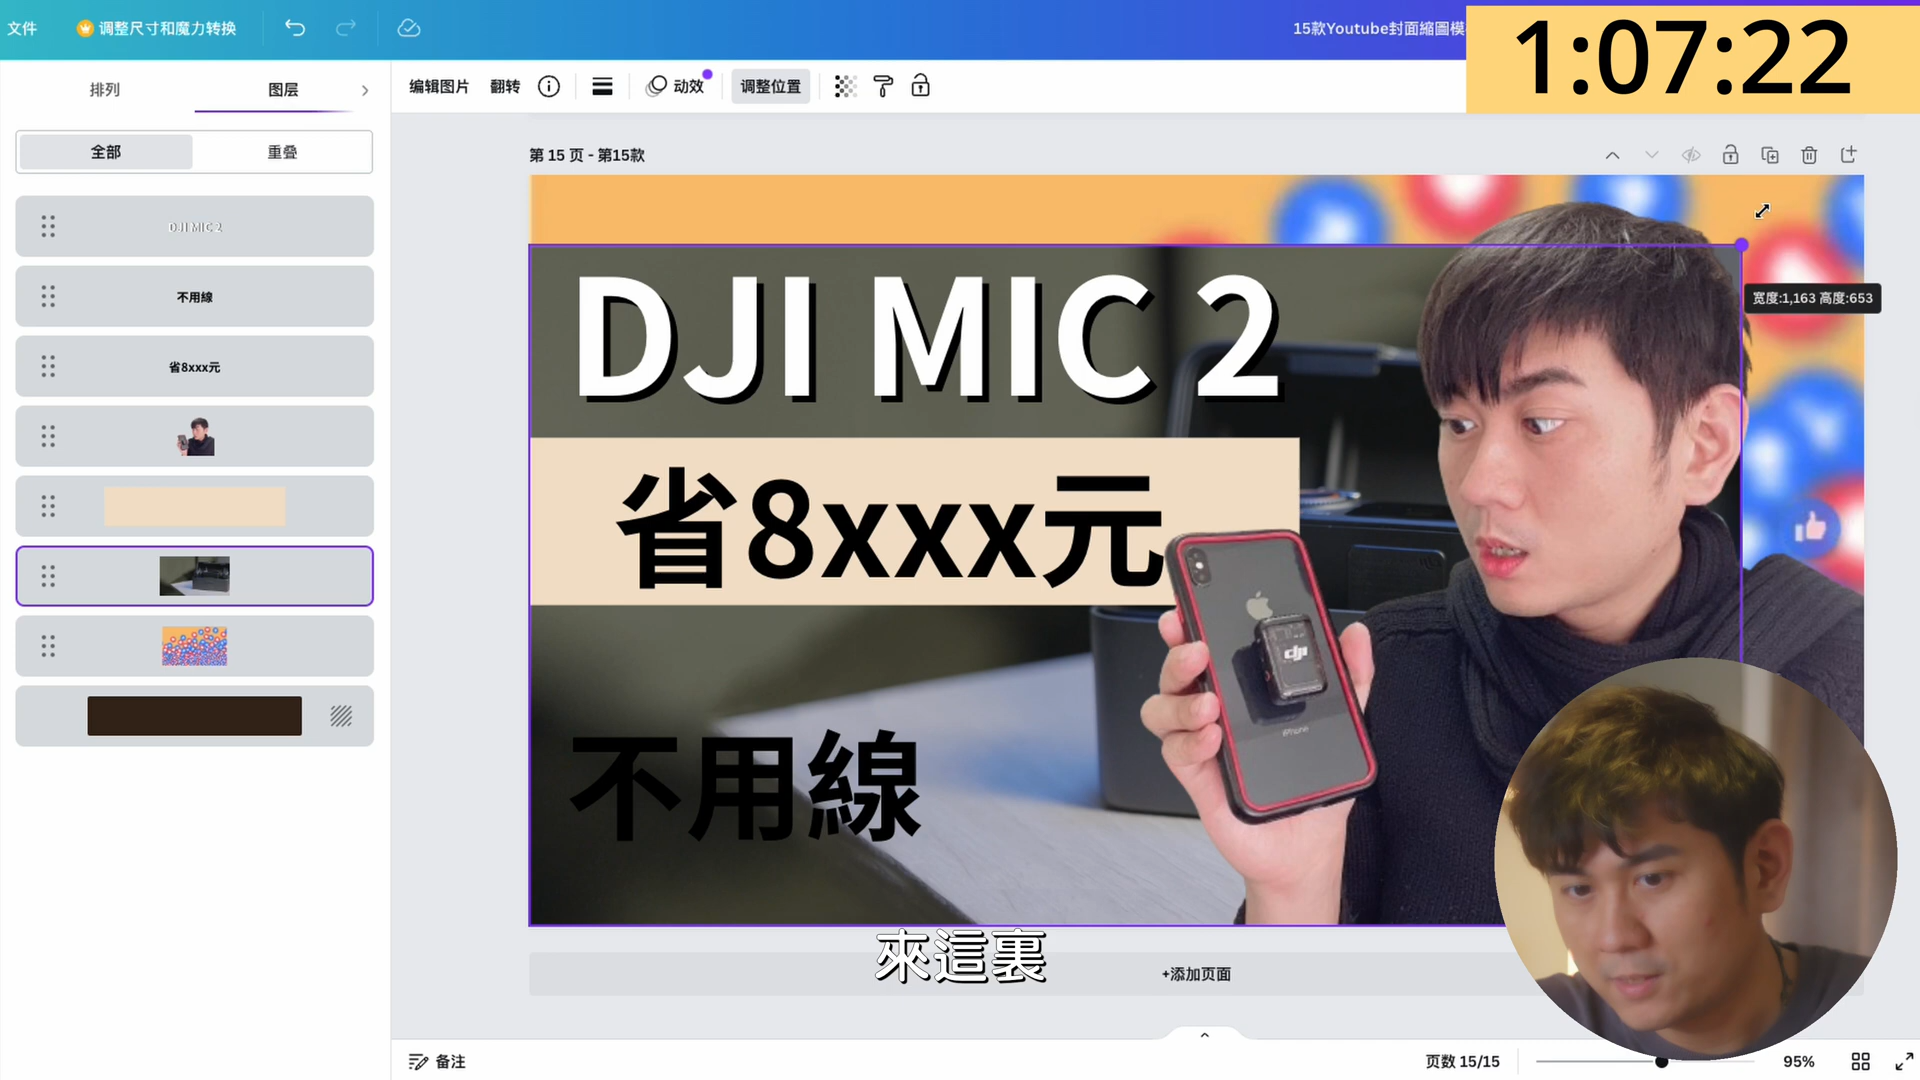 文件
调整尺寸和魔力转换
15款Youtube封面縮圖模
1:07:22
排列
图层
编辑图片
翻转
动效
调整位置
全部
重叠
第 15 页 - 第15款
DJI MIC 2
不用線
省8xxx元
DJI MIC 2
宽度:1,163 高度:653
省8xxx元
dji
iPhone
不用線
來這裏
+添加页面
备注
页数 15/15
95%